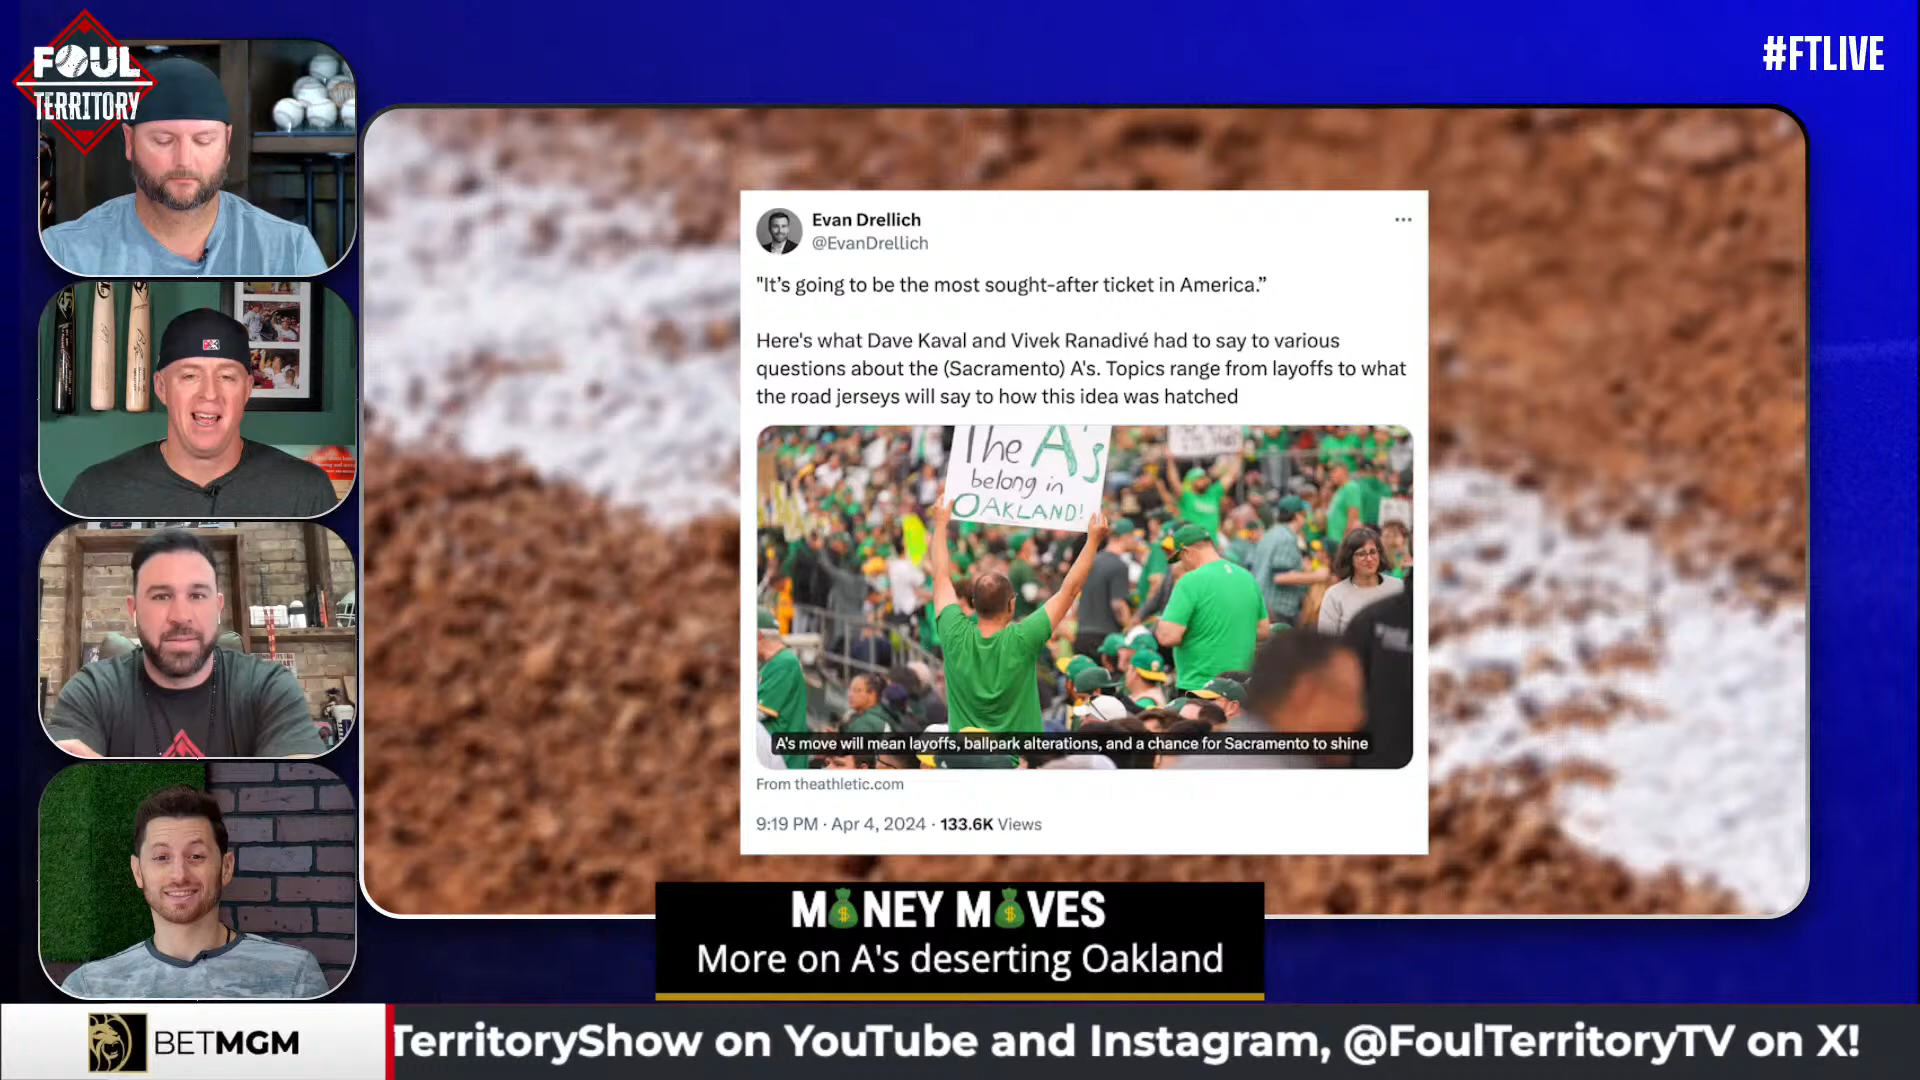 FOUL
TERRITORY
#FTLIVE
Evan Drellich
@EvanDrellich
"It's going to be the most sought-after ticket in America.”
Here's what Dave Kaval and Vivek Ranadivé had to say to various
questions about the (Sacramento) A's. Topics range from layoffs to what
the road jerseys will say to how this idea was hatched
The A's
belong in
OAKLAND!
A's move will mean layoffs, ballpark alterations, and a chance for Sacramento to shine
From theathletic.com
9:19 PM · Apr 4, 2024 · 133.6K Views
M💰NEY M💰VES
More on A's deserting Oakland
BETMGM
TerritoryShow on YouTube and Instagram, @FoulTerritoryTV on X!